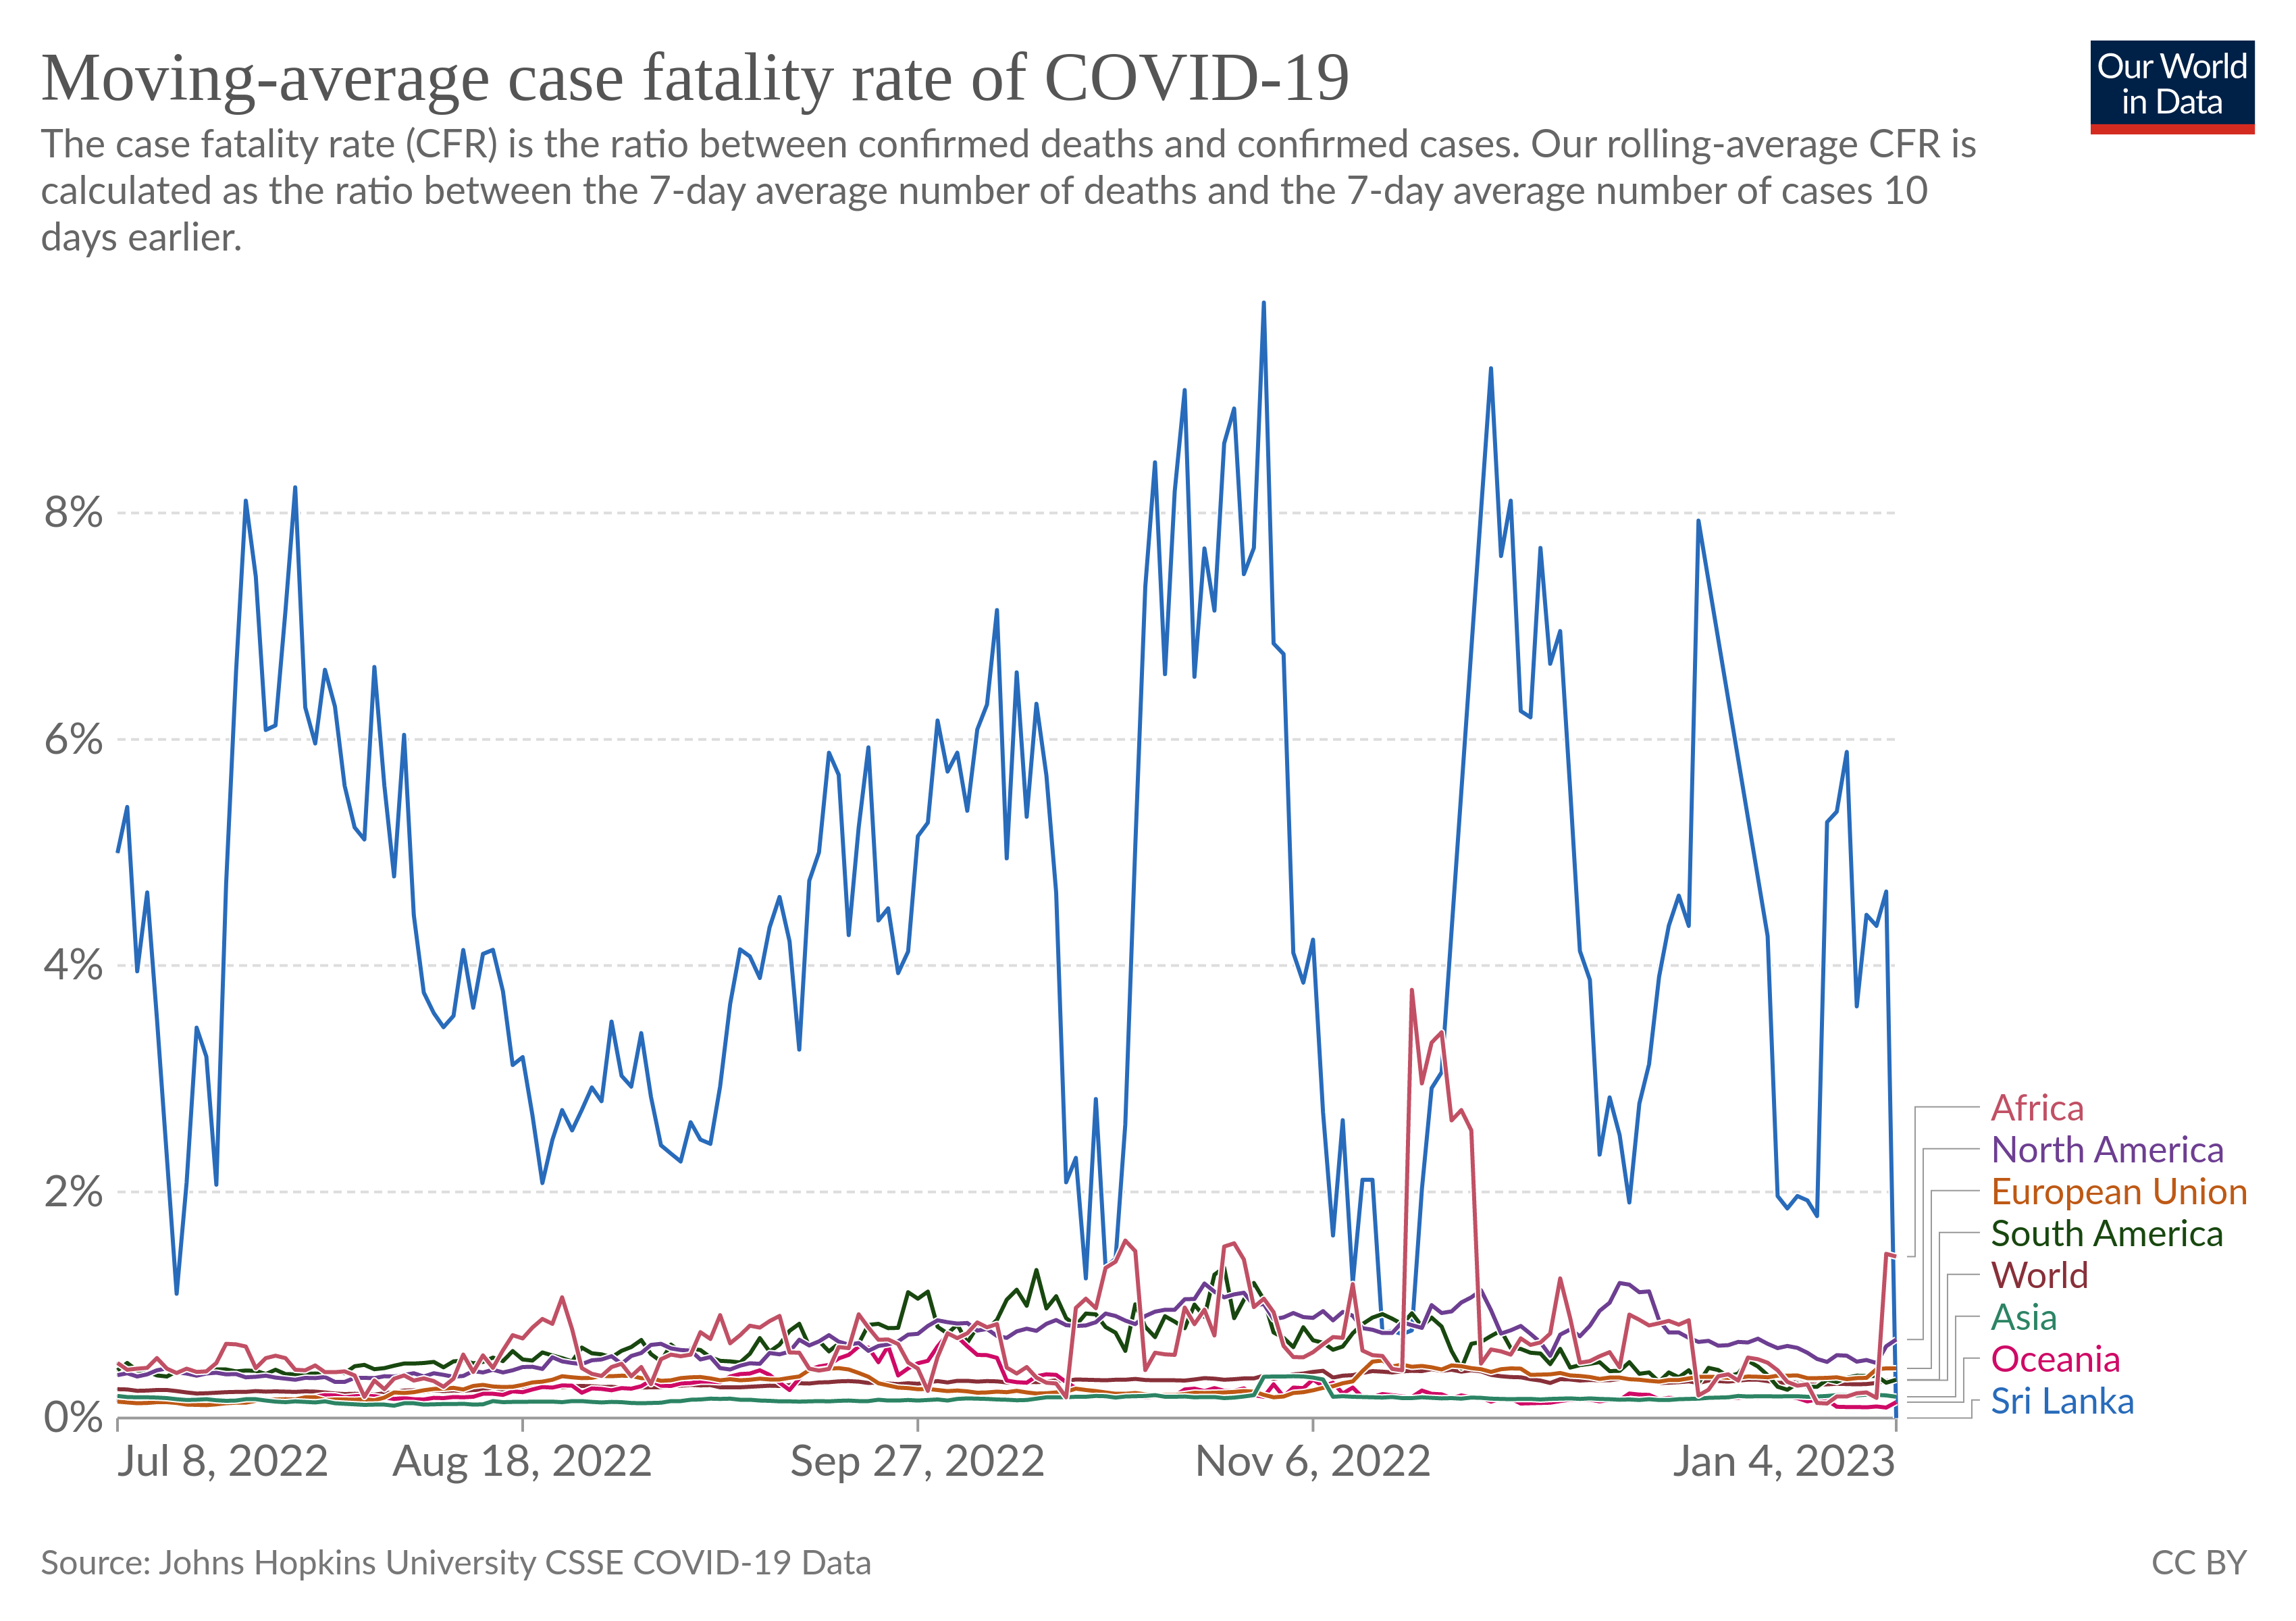 Moving-average case fatality rate of COVID-19
Our World
in Data
The case fatality rate (CFR) is the ratio between confirmed deaths and confirmed cases. Our rolling-average CFR is
calculated as the ratio between the 7-day average number of deaths and the 7-day average number of cases 10
days earlier.
8%
6%
4%
2%
0%
Africa
North America
European Union
South America
World
Asia
Oceania
Sri Lanka
Jul 8, 2022
Aug 18, 2022
Sep 27, 2022
Nov 6, 2022
Jan 4, 2023
Source: Johns Hopkins University CSSE COVID-19 Data
CC BY